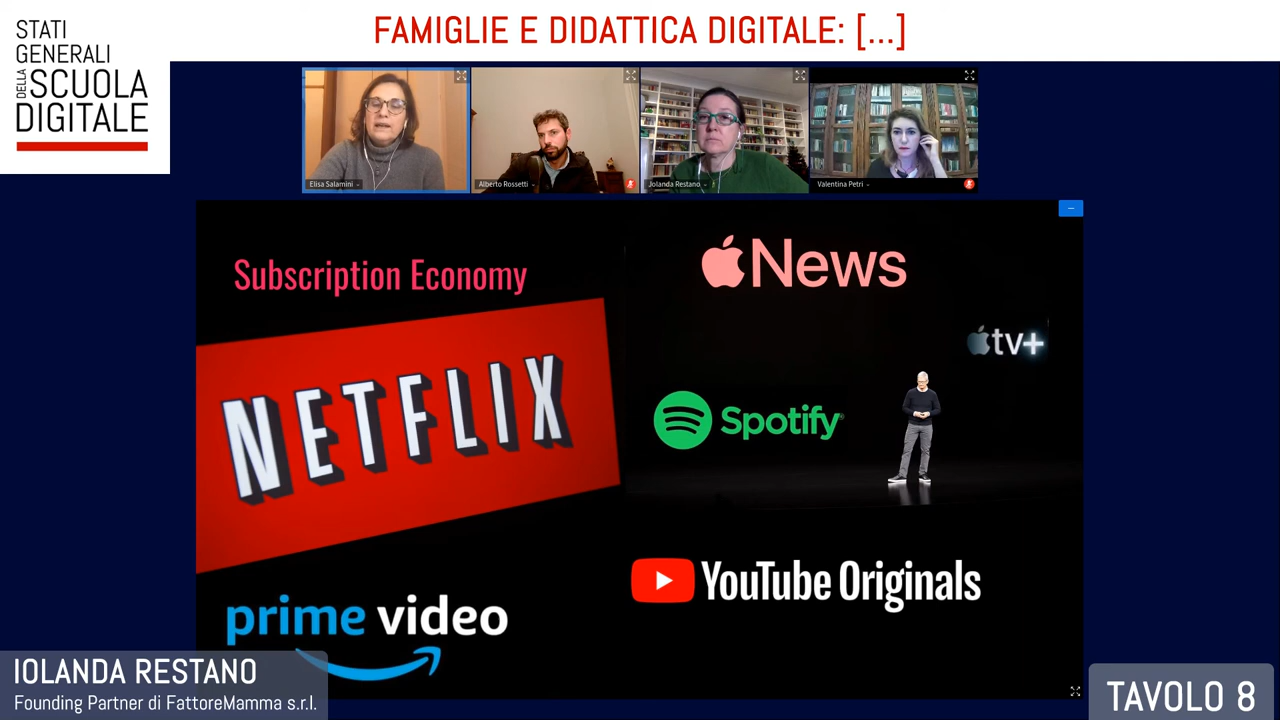 STATI
GENERALI
DELLA SCUOLA
DIGITALE
FAMIGLIE E DIDATTICA DIGITALE: [...]
Elisa Salamini
Alberto Rossetti
Jolanda Restano
Valentina Petri
Subscription Economy
NETFLIX
prime video
News
tv+
Spotify®
YouTube Originals
IOLANDA RESTANO
Founding Partner di FattoreMamma s.r.l.
TAVOLO 8